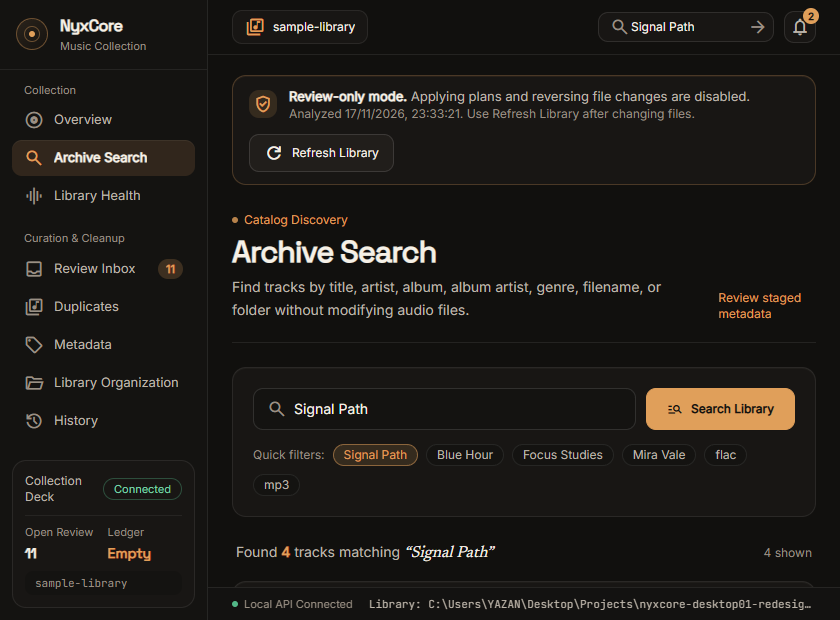 NyxCore
Music Collection
Collection
Overview
Archive Search
Library Health
Curation & Cleanup
Review Inbox 11
Duplicates
Metadata
Library Organization
History
Collection
Deck
Connected
Open Review Ledger
11 Empty
sample-library
sample-library
Signal Path
2
Review-only mode. Applying plans and reversing file changes are disabled.
Analyzed 17/11/2026, 23:33:21. Use Refresh Library after changing files.
Refresh Library
Catalog Discovery
Archive Search
Find tracks by title, artist, album, album artist, genre, filename, or
folder without modifying audio files.
Review staged
metadata
Signal Path
Search Library
Quick filters: Signal Path Blue Hour Focus Studies Mira Vale flac
mp3
Found 4 tracks matching “Signal Path”
4 shown
Local API Connected Library: C:\Users\YAZAN\Desktop\Projects\nyxcore-desktop01-redesig…